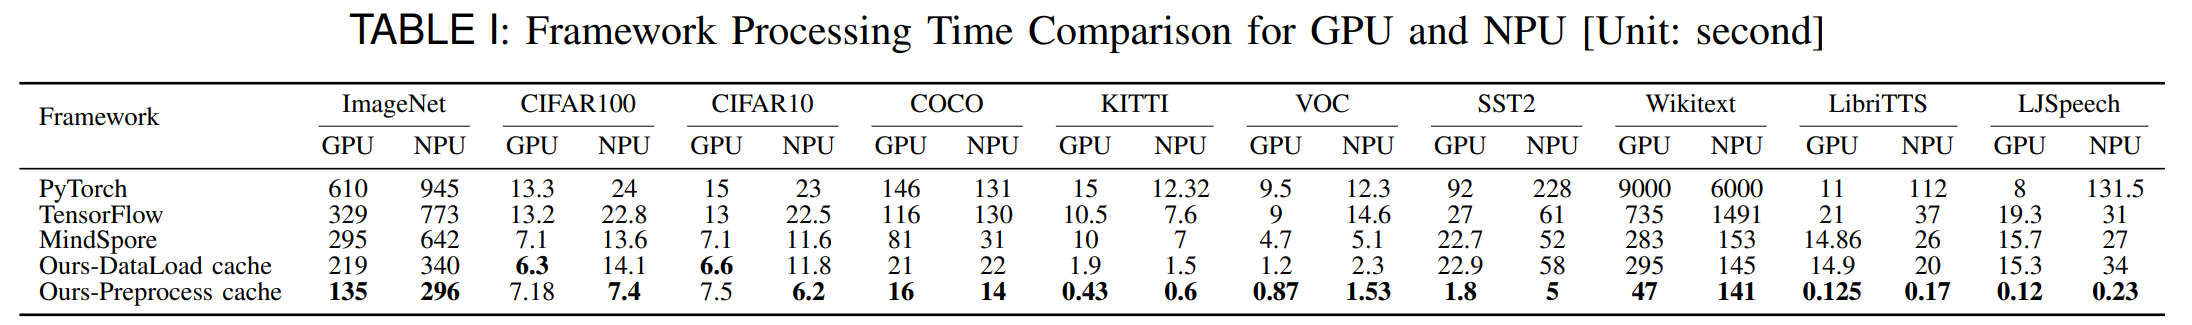 TABLE I: Framework Processing Time Comparison for GPU and NPU [Unit: second]
Framework ImageNet CIFAR100 CIFAR10 COCO KITTI VOC SST2 Wikitext LibriTTS LJSpeech
GPU NPU GPU NPU GPU NPU GPU NPU GPU NPU GPU NPU GPU NPU GPU NPU GPU NPU GPU NPU
PyTorch 610 945 13.3 24 15 23 146 131 15 12.32 9.5 12.3 92 228 9000 6000 11 112 8 131.5
TensorFlow 329 773 13.2 22.8 13 22.5 116 130 10.5 7.6 9 14.6 27 61 735 1491 21 37 19.3 31
MindSpore 295 642 7.1 13.6 7.1 11.6 81 31 10 7 4.7 5.1 22.7 52 283 153 14.86 26 15.7 27
Ours-DataLoad cache 219 340 6.3 14.1 6.6 11.8 21 22 1.9 1.5 1.2 2.3 22.9 58 295 145 14.9 20 15.3 34
Ours-Preprocess cache 135 296 7.18 7.4 7.5 6.2 16 14 0.43 0.6 0.87 1.53 1.8 5 47 141 0.125 0.17 0.12 0.23